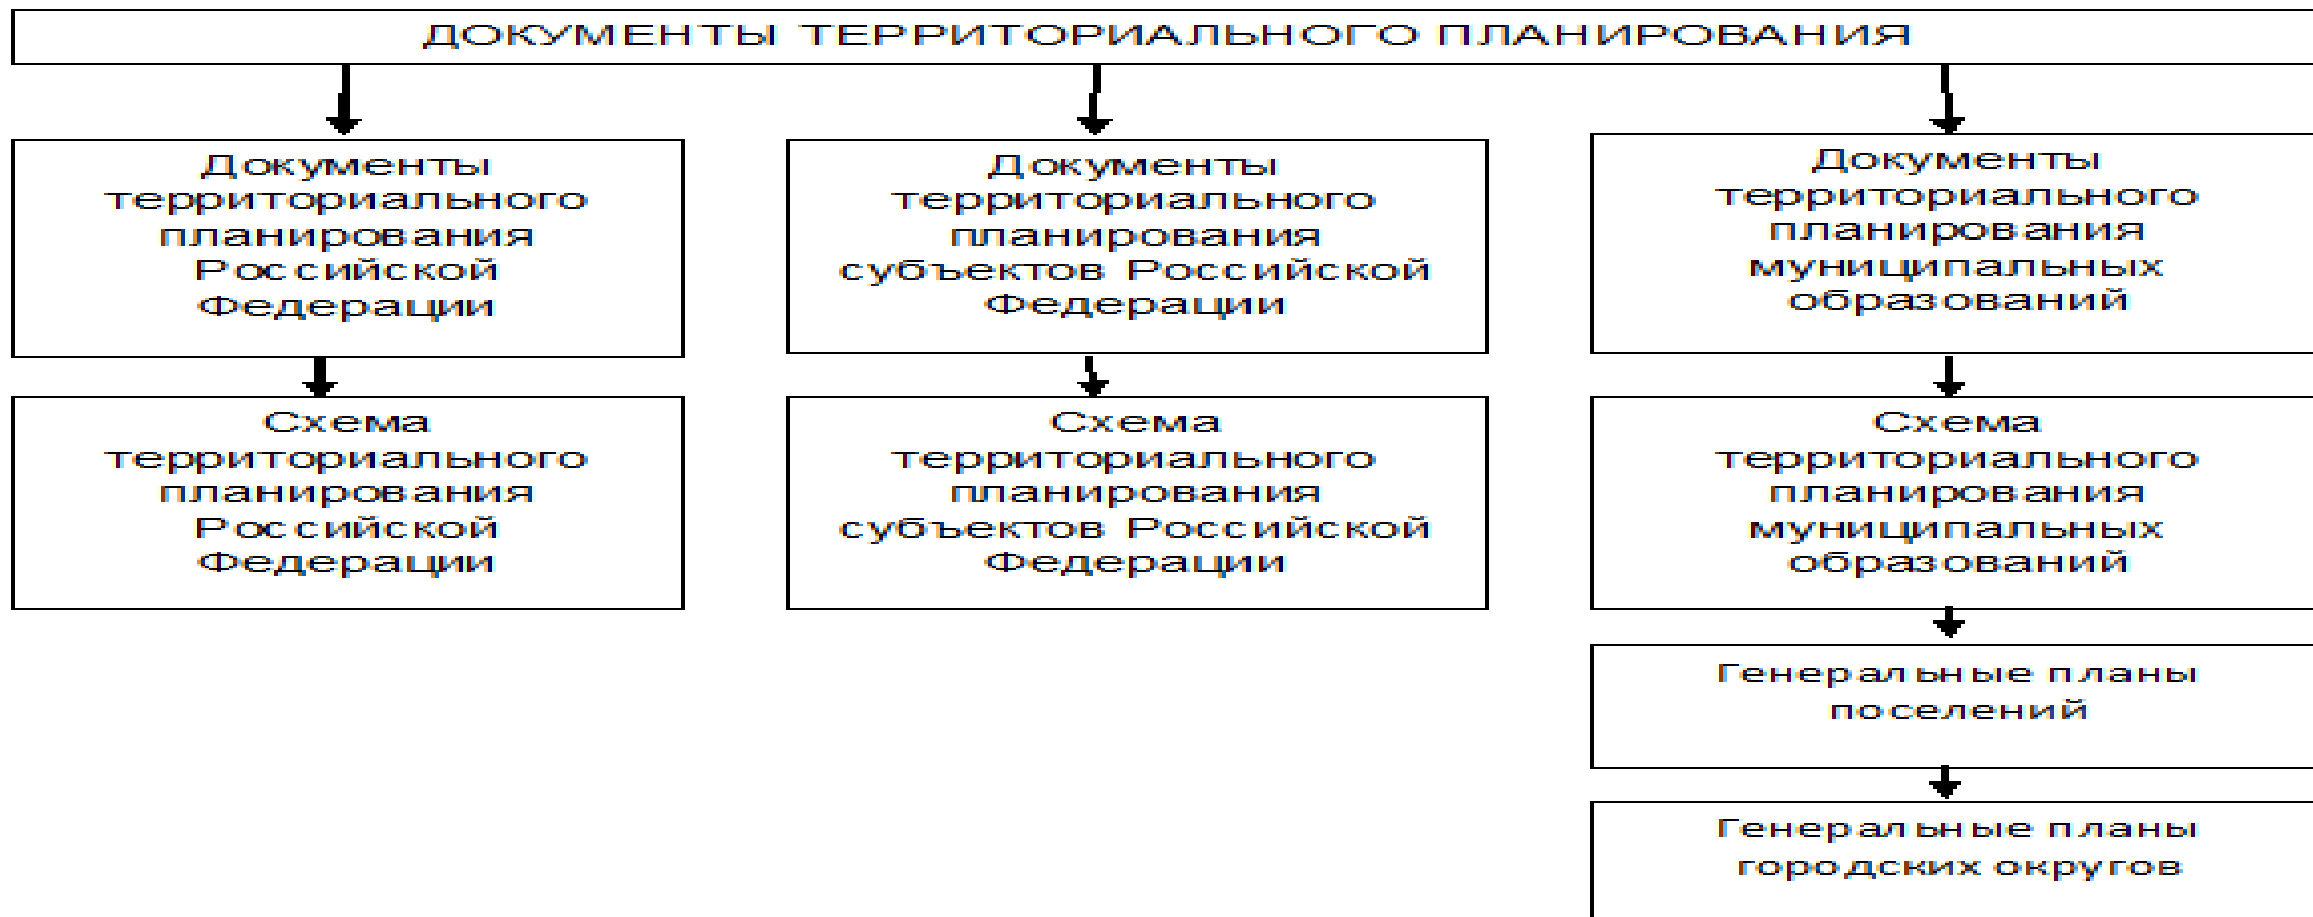 ДОКУМЕНТЫ ТЕРРИТОРИАЛЬНОГО ПЛАНИРОВАНИЯ
Документы
территориального
планирования
Российской
Федерации
Документы
территориального
планирования
субъектов Российской
Федерации
Документы
территориального
планирования
муниципальных
образований
Схема
территориального
планирования
Российской
Федерации
Схема
территориального
планирования
субъектов Российской
Федерации
Схема
территориального
планирования
муниципальных
образований
Генеральные планы
поселений
Генеральные планы
городских округов